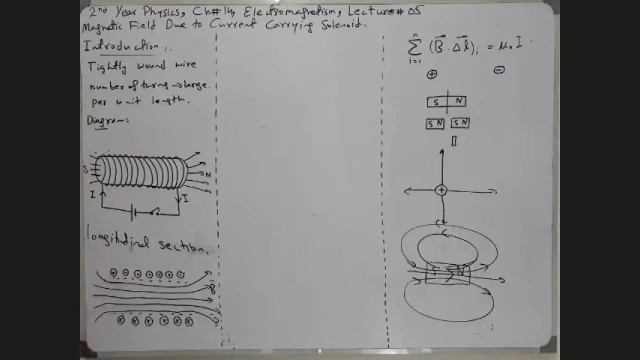 2nd Year Physics, Ch# 14, Electromagnetism, Lecture# 05
Magnetic Field Due to Current Carrying Solenoid.
Introduction:
Tightly wound wire
number of turns → large
per unit length.
Diagram:
S N
I I
longitudinal section.
B
n
∑ (B⃗ . Δl⃗)ᵢ = μ₀ I
i=1
+ −
S N
S N S N
+
N